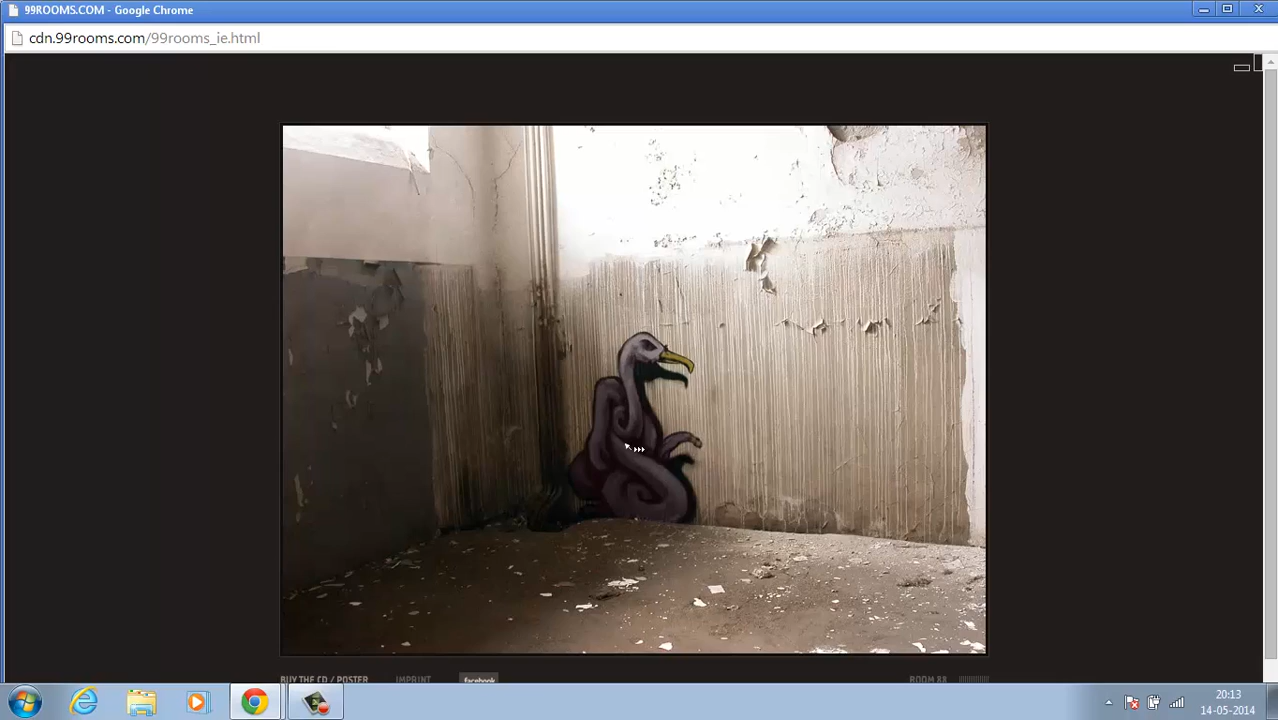 99ROOMS.COM - Google Chrome
cdn.99rooms.com/99rooms_ie.html
BUY THE CD / POSTER IMPRINT facebook ROOM 88
20:13
14-05-2014